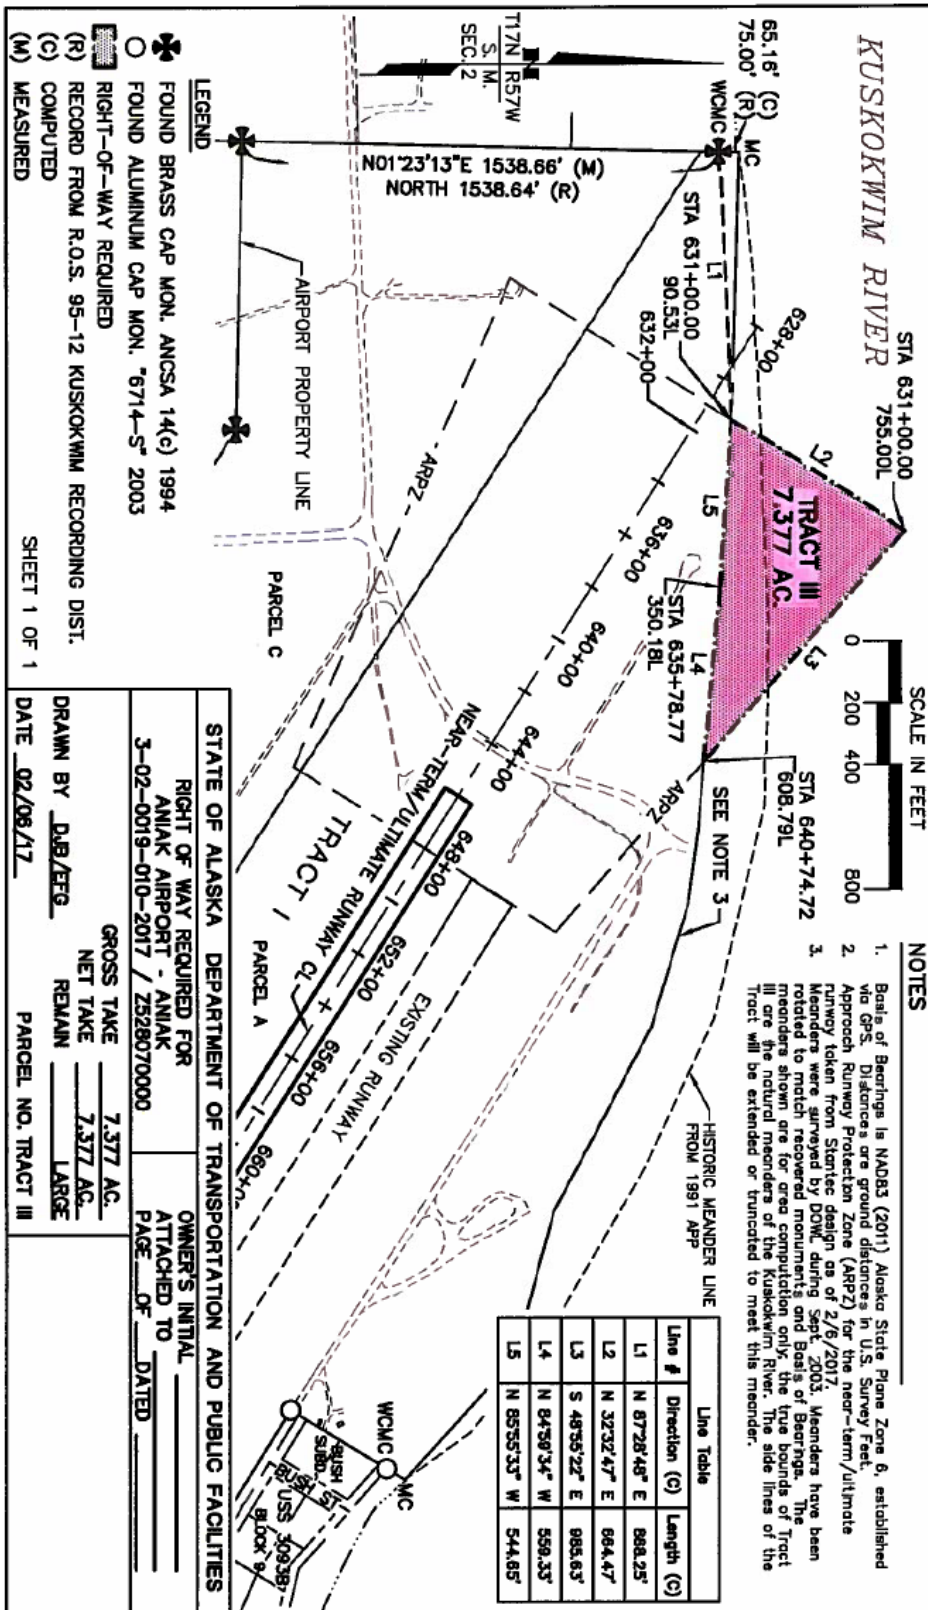 KUSKOKWIM RIVER
STA 631+00.00
755.00L
SCALE IN FEET
0 200 400 800
NOTES
1. Basis of Bearings is NAD83 (2011) Alaska State Plane Zone 6, established
via GPS. Distances are ground distances in U.S. Survey Feet.
2. Approach Runway Protection Zone (ARPZ) for the near-term/ultimate
runway taken from Stantec design as of 2/6/2017.
3. Meanders were surveyed by DOWL during Sept. 2003. Meanders have been
rotated to match recovered monuments and Basis of Bearings. The
meanders shown are for area computation only, the true bounds of Tract
III are the natural meanders of the Kuskokwim River. The side lines of the
Tract will be extended or truncated to meet this meander.
65.16' (C)
75.00' (R)
MC
WCMC
T17N R57W
S. M.
SEC. 2
N
N01°23'13"E 1538.66' (M)
NORTH 1538.64' (R)
L1
STA 631+00.00
90.53L
632+00
628+00
L2
TRACT III
7.377 AC.
L3
L5
L4
STA 635+78.77
350.18L
STA 640+74.72
608.79L
SEE NOTE 3
HISTORIC MEANDER LINE
FROM 1991 APP
ARPZ
ARPZ
636+00
640+00
644+00
648+00
652+00
656+00
660+0
NEAR-TERM/ULTIMATE RUNWAY CL
EXISTING RUNWAY
TRACT I
PARCEL A
PARCEL C
AIRPORT PROPERTY LINE
Line Table
Line # Direction (C) Length (C)
L1 N 87°28'48" E 888.25'
L2 N 32°32'47" E 664.47'
L3 S 48°55'22" E 985.63'
L4 N 84°59'34" W 559.33'
L5 N 85°55'33" W 544.65'
WCMC
MC
BUSH
SUBD.
BUSH ST
USS 3093B
BLOCK 9
LEGEND
FOUND BRASS CAP MON. ANCSA 14(c) 1994
FOUND ALUMINUM CAP MON. "6714-S" 2003
RIGHT-OF-WAY REQUIRED
(R) RECORD FROM R.O.S. 95-12 KUSKOKWIM RECORDING DIST.
(C) COMPUTED
(M) MEASURED
SHEET 1 OF 1
STATE OF ALASKA DEPARTMENT OF TRANSPORTATION AND PUBLIC FACILITIES
RIGHT OF WAY REQUIRED FOR
ANIAK AIRPORT - ANIAK
3-02-0019-010-2017 / Z528070000
OWNER'S INITIAL
ATTACHED TO
PAGE OF DATED
GROSS TAKE 7.377 AC.
NET TAKE 7.377 AC.
DRAWN BY DJB/EFG REMAIN LARGE
DATE 02/06/17 PARCEL NO. TRACT III